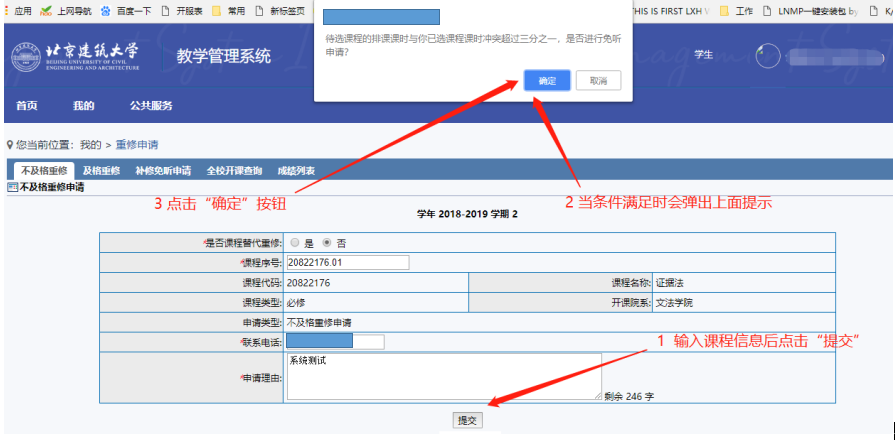 应用 上网导航 百度一下 开服表 常用 新标签页 THIS IS FIRST LXH 工作 LNMP一键安装包 by K/
待选课程的排课课时与你已选课程课时冲突超过三分之一，是否进行免听
申请？
确定 取消
北京建筑大学
BEIJING UNIVERSITY OF CIVIL
ENGINEERING AND ARCHITECTURE
教学管理系统
学生
首页 我的 公共服务
您当前位置：我的 > 重修申请
不及格重修 及格重修 补修免听申请 全校开课查询 成绩列表
不及格重修申请
3 点击“确定”按钮
2 当条件满足时会弹出上面提示
学年 2018-2019 学期 2
*是否课程替代重修: 是 否
*课程序号: 20822176.01
课程代码: 20822176 课程名称: 证据法
课程类型: 必修 开课院系: 文法学院
申请类型: 不及格重修申请
*联系电话:
1 输入课程信息后点击“提交”
*申请理由: 系统测试
剩余 246 字
提交